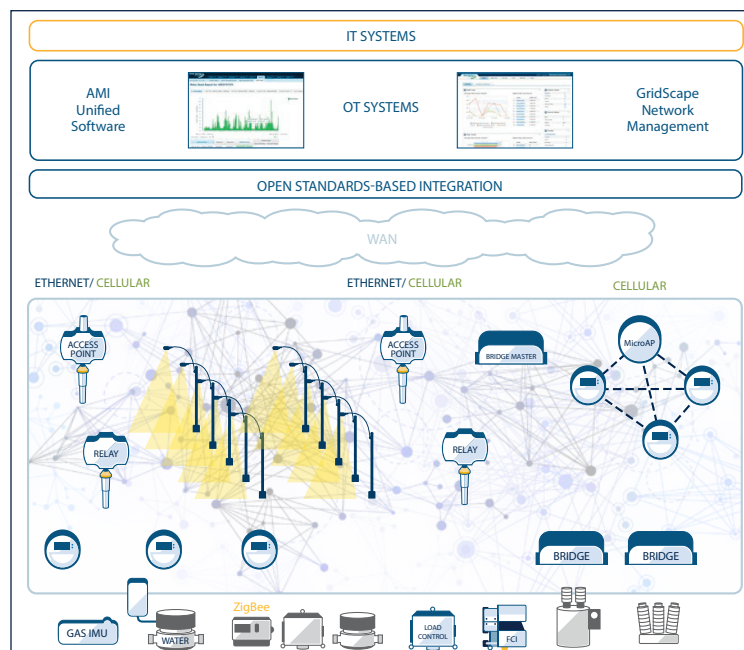 IT SYSTEMS
AMI
Unified
Software
OT SYSTEMS
GridScape
Network
Management
OPEN STANDARDS-BASED INTEGRATION
WAN
ETHERNET/ CELLULAR
ETHERNET/ CELLULAR
CELLULAR
ACCESS
POINT
ACCESS
POINT
BRIDGE MASTER
MicroAP
RELAY
RELAY
BRIDGE
BRIDGE
ZigBee
GAS IMU
WATER
LOAD
CONTROL
FCI